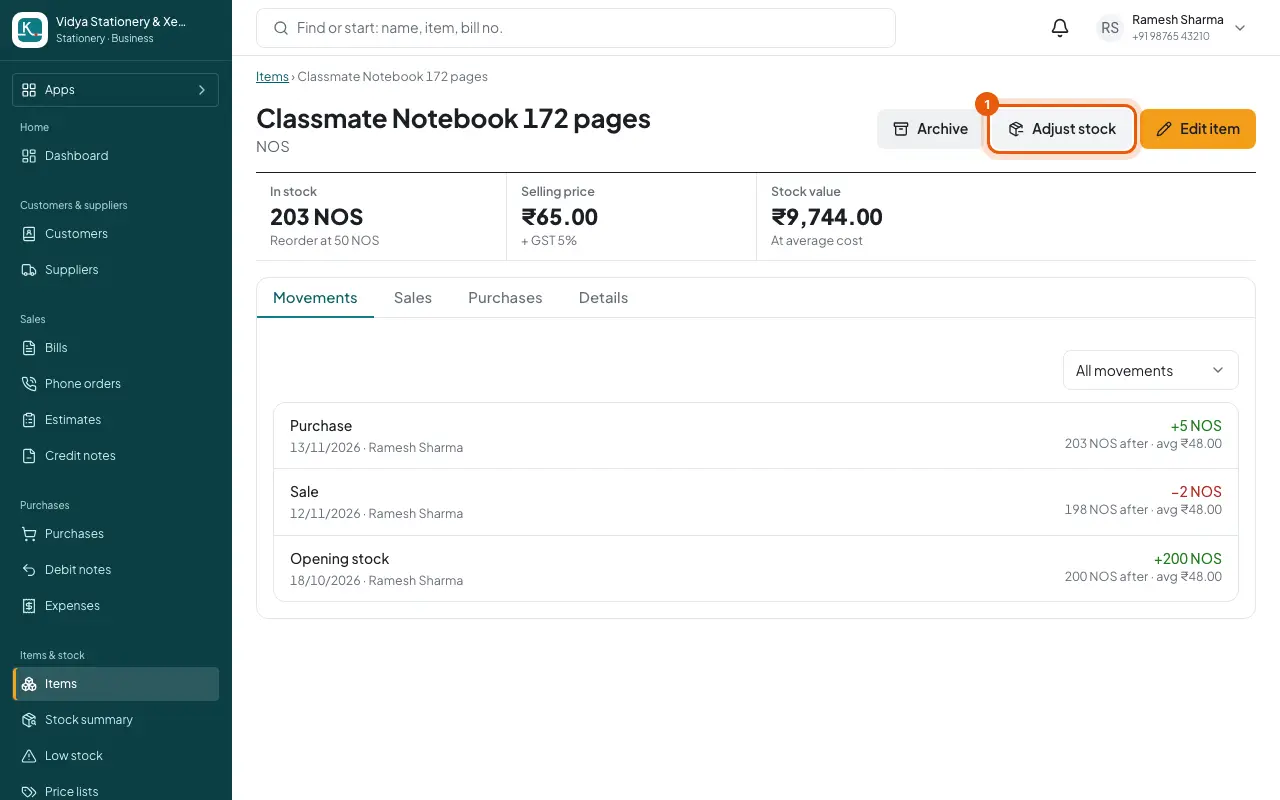 Vidya Stationery & Xe...
Stationery · Business
Find or start: name, item, bill no.
RS
Ramesh Sharma
+91 98765 43210
Apps
Home
Dashboard
Customers & suppliers
Customers
Suppliers
Sales
Bills
Phone orders
Estimates
Credit notes
Purchases
Purchases
Debit notes
Expenses
Items & stock
Items
Stock summary
Low stock
Price lists
Items › Classmate Notebook 172 pages
Classmate Notebook 172 pages
NOS
Archive
1
Adjust stock
Edit item
In stock
203 NOS
Reorder at 50 NOS
Selling price
₹65.00
+ GST 5%
Stock value
₹9,744.00
At average cost
Movements
Sales
Purchases
Details
All movements
Purchase
+5 NOS
13/11/2026 · Ramesh Sharma
203 NOS after · avg ₹48.00
Sale
−2 NOS
12/11/2026 · Ramesh Sharma
198 NOS after · avg ₹48.00
Opening stock
+200 NOS
18/10/2026 · Ramesh Sharma
200 NOS after · avg ₹48.00